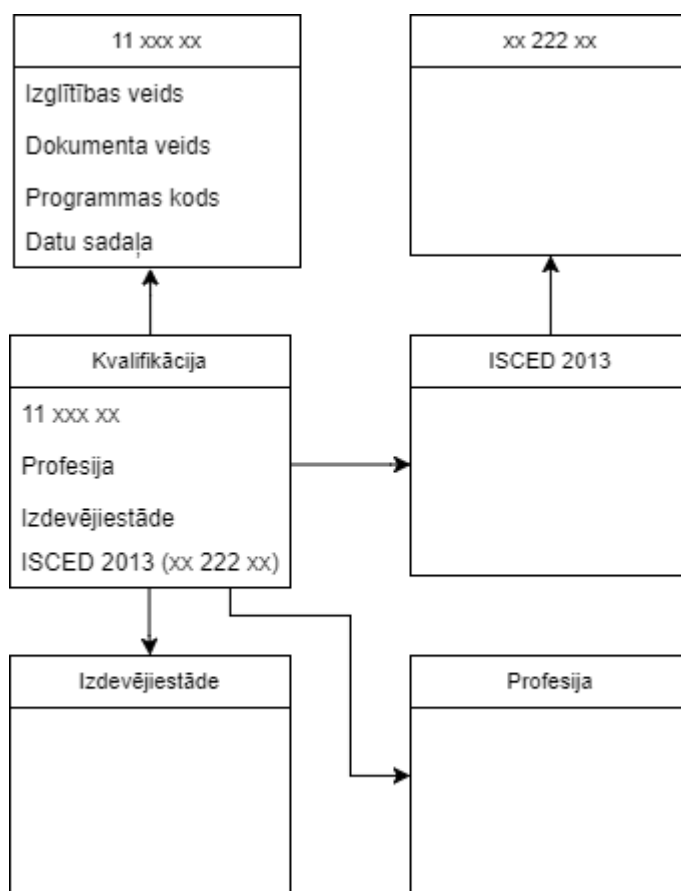 11 xxx xx
Izglītības veids
Dokumenta veids
Programmas kods
Datu sadaļa
xx 222 xx
Kvalifikācija
11 xxx xx
Profesija
Izdevējiestāde
ISCED 2013 (xx 222 xx)
ISCED 2013
Izdevējiestāde
Profesija